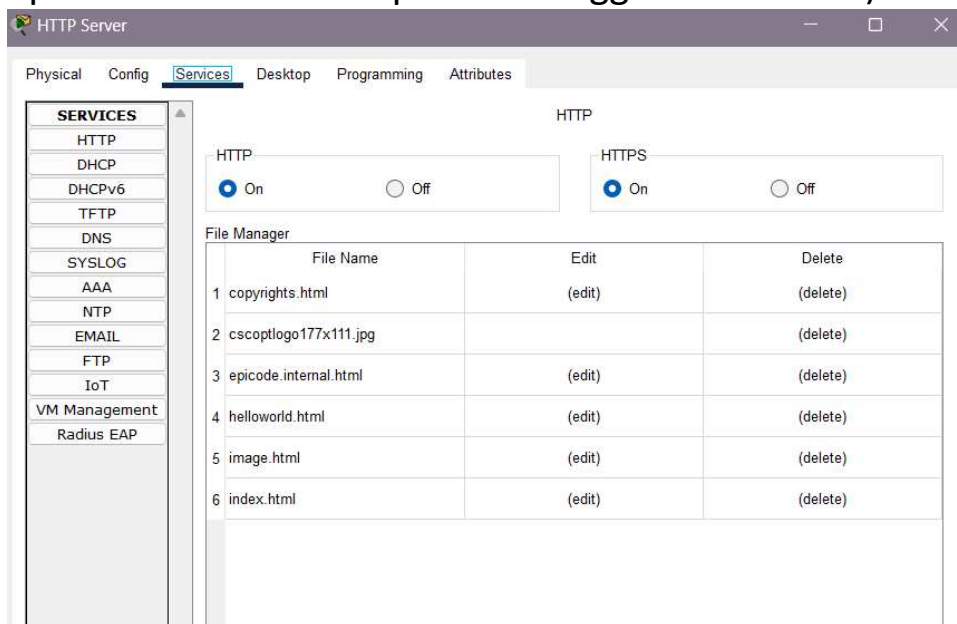 HTTP Server
Physical Config Services Desktop Programming Attributes
SERVICES
HTTP
DHCP
DHCPv6
TFTP
DNS
SYSLOG
AAA
NTP
EMAIL
FTP
IoT
VM Management
Radius EAP
HTTP
HTTP
On Off
HTTPS
On Off
File Manager
File Name Edit Delete
1 copyrights.html (edit) (delete)
2 cscoptlogo177x111.jpg (delete)
3 epicode.internal.html (edit) (delete)
4 helloworld.html (edit) (delete)
5 image.html (edit) (delete)
6 index.html (edit) (delete)